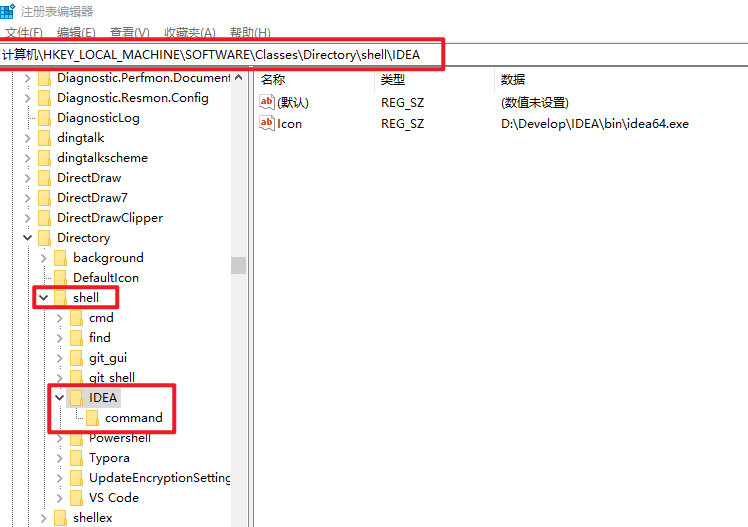 注册表编辑器
文件(F) 编辑(E) 查看(V) 收藏夹(A) 帮助(H)
计算机\HKEY_LOCAL_MACHINE\SOFTWARE\Classes\Directory\shell\IDEA
名称 类型 数据
(默认) REG_SZ (数值未设置)
Icon REG_SZ D:\Develop\IDEA\bin\idea64.exe
Diagnostic.Perfmon.Document
Diagnostic.Resmon.Config
DiagnosticLog
dingtalk
dingtalkscheme
DirectDraw
DirectDraw7
DirectDrawClipper
Directory
background
DefaultIcon
shell
cmd
find
git_gui
git_shell
IDEA
command
Powershell
Typora
UpdateEncryptionSetting
VS Code
shellex